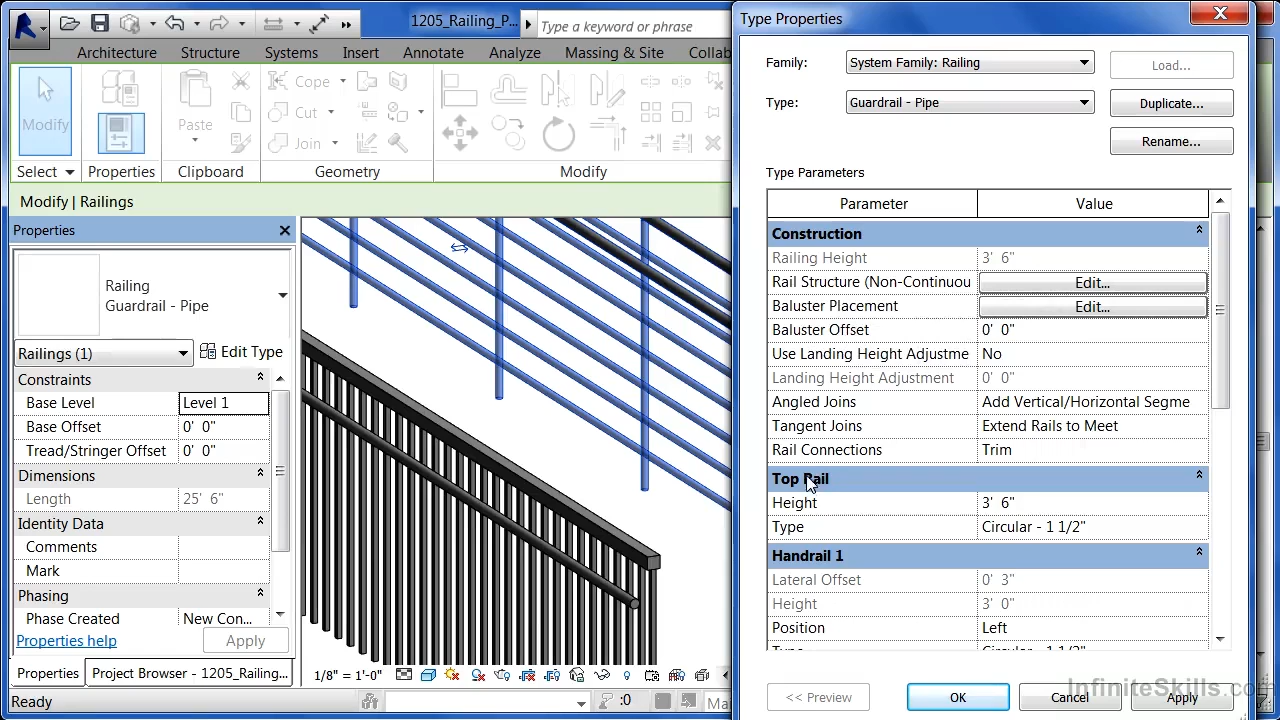 1205_Railing_P...
Type a keyword or phrase
Architecture
Structure
Systems
Insert
Annotate
Analyze
Massing & Site
Collab
Modify
Cope
Cut
Join
Paste
Select
Properties
Clipboard
Geometry
Modify
Modify | Railings
Properties
Railing
Guardrail - Pipe
Railings (1)
Edit Type
Constraints
Base Level Level 1
Base Offset 0' 0"
Tread/Stringer Offset 0' 0"
Dimensions
Length 25' 6"
Identity Data
Comments
Mark
Phasing
Phase Created New Con...
Properties help
Apply
Properties
Project Browser - 1205_Railing...
1/8" = 1'-0"
Ready
:0
Type Properties
Family: System Family: Railing
Load...
Type: Guardrail - Pipe
Duplicate...
Rename...
Type Parameters
Parameter Value
Construction
Railing Height 3' 6"
Rail Structure (Non-Continuou Edit...
Baluster Placement Edit...
Baluster Offset 0' 0"
Use Landing Height Adjustme No
Landing Height Adjustment 0' 0"
Angled Joins Add Vertical/Horizontal Segme
Tangent Joins Extend Rails to Meet
Rail Connections Trim
Top Rail
Height 3' 6"
Type Circular - 1 1/2"
Handrail 1
Lateral Offset 0' 3"
Height 3' 0"
Position Left
<< Preview
OK
Cancel
Apply
InfiniteSkills.com